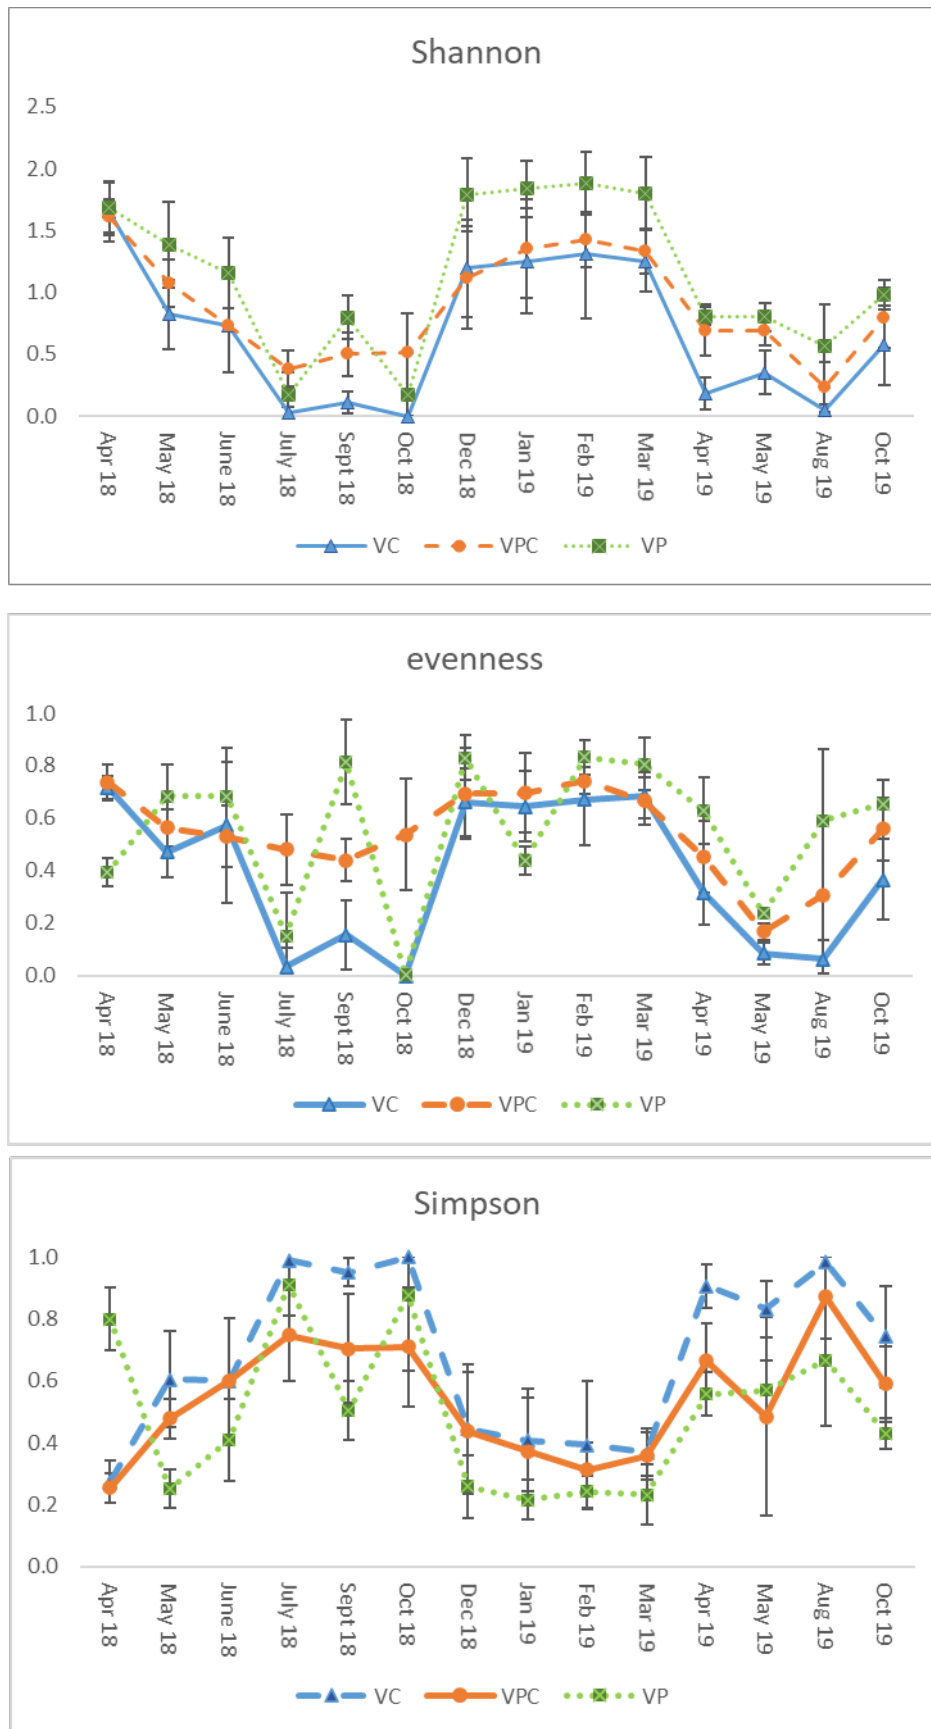 Shannon
2.5
2.0
1.5
1.0
0.5
0.0
Apr 18 May 18 June 18 July 18 Sept 18 Oct 18 Dec 18 Jan 19 Feb 19 Mar 19 Apr 19 May 19 Aug 19 Oct 19
VC VPC VP
evenness
1.0
0.8
0.6
0.4
0.2
0.0
Apr 18 May 18 June 18 July 18 Sept 18 Oct 18 Dec 18 Jan 19 Feb 19 Mar 19 Apr 19 May 19 Aug 19 Oct 19
VC VPC VP
Simpson
1.0
0.8
0.6
0.4
0.2
0.0
Apr 18 May 18 June 18 July 18 Sept 18 Oct 18 Dec 18 Jan 19 Feb 19 Mar 19 Apr 19 May 19 Aug 19 Oct 19
VC VPC VP